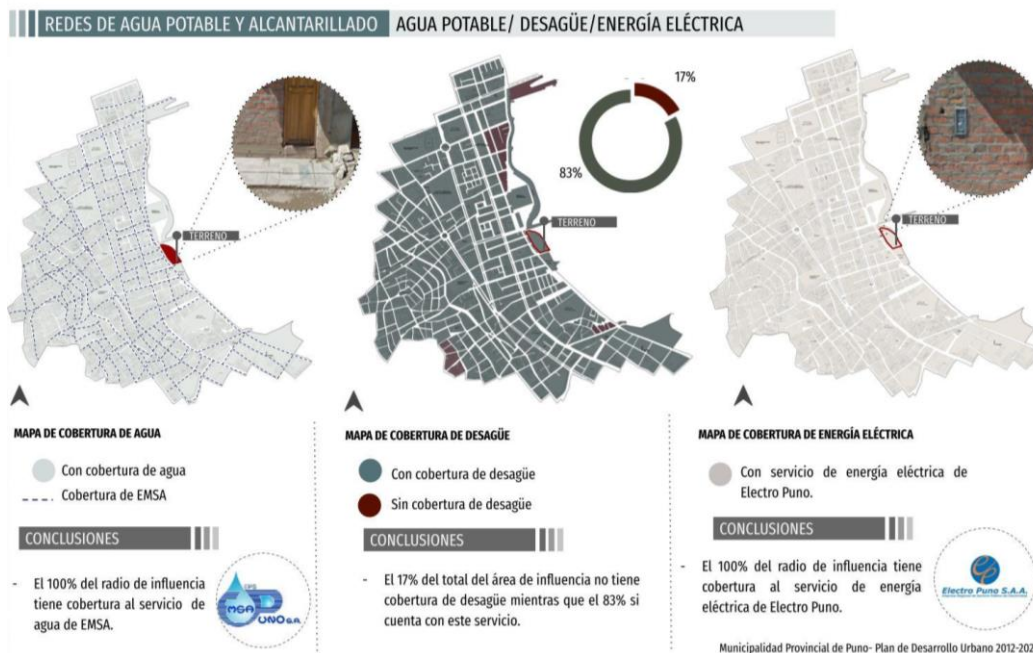 REDES DE AGUA POTABLE Y ALCANTARILLADO AGUA POTABLE/ DESAGÜE/ENERGÍA ELÉCTRICA
TERRENO
17%
83%
TERRENO
TERRENO
MAPA DE COBERTURA DE AGUA
Con cobertura de agua
Cobertura de EMSA
CONCLUSIONES
- El 100% del radio de influencia
tiene cobertura al servicio de
agua de EMSA.
MAPA DE COBERTURA DE DESAGÜE
Con cobertura de desagüe
Sin cobertura de desagüe
CONCLUSIONES
- El 17% del total del área de influencia no tiene
cobertura de desagüe mientras que el 83% si
cuenta con este servicio.
MAPA DE COBERTURA DE ENERGÍA ELÉCTRICA
Con servicio de energía eléctrica de
Electro Puno.
CONCLUSIONES
- El 100% del radio de influencia tiene
cobertura al servicio de energía
eléctrica de Electro Puno.
Electro Puno S.A.A.
Municipalidad Provincial de Puno- Plan de Desarrollo Urbano 2012-202